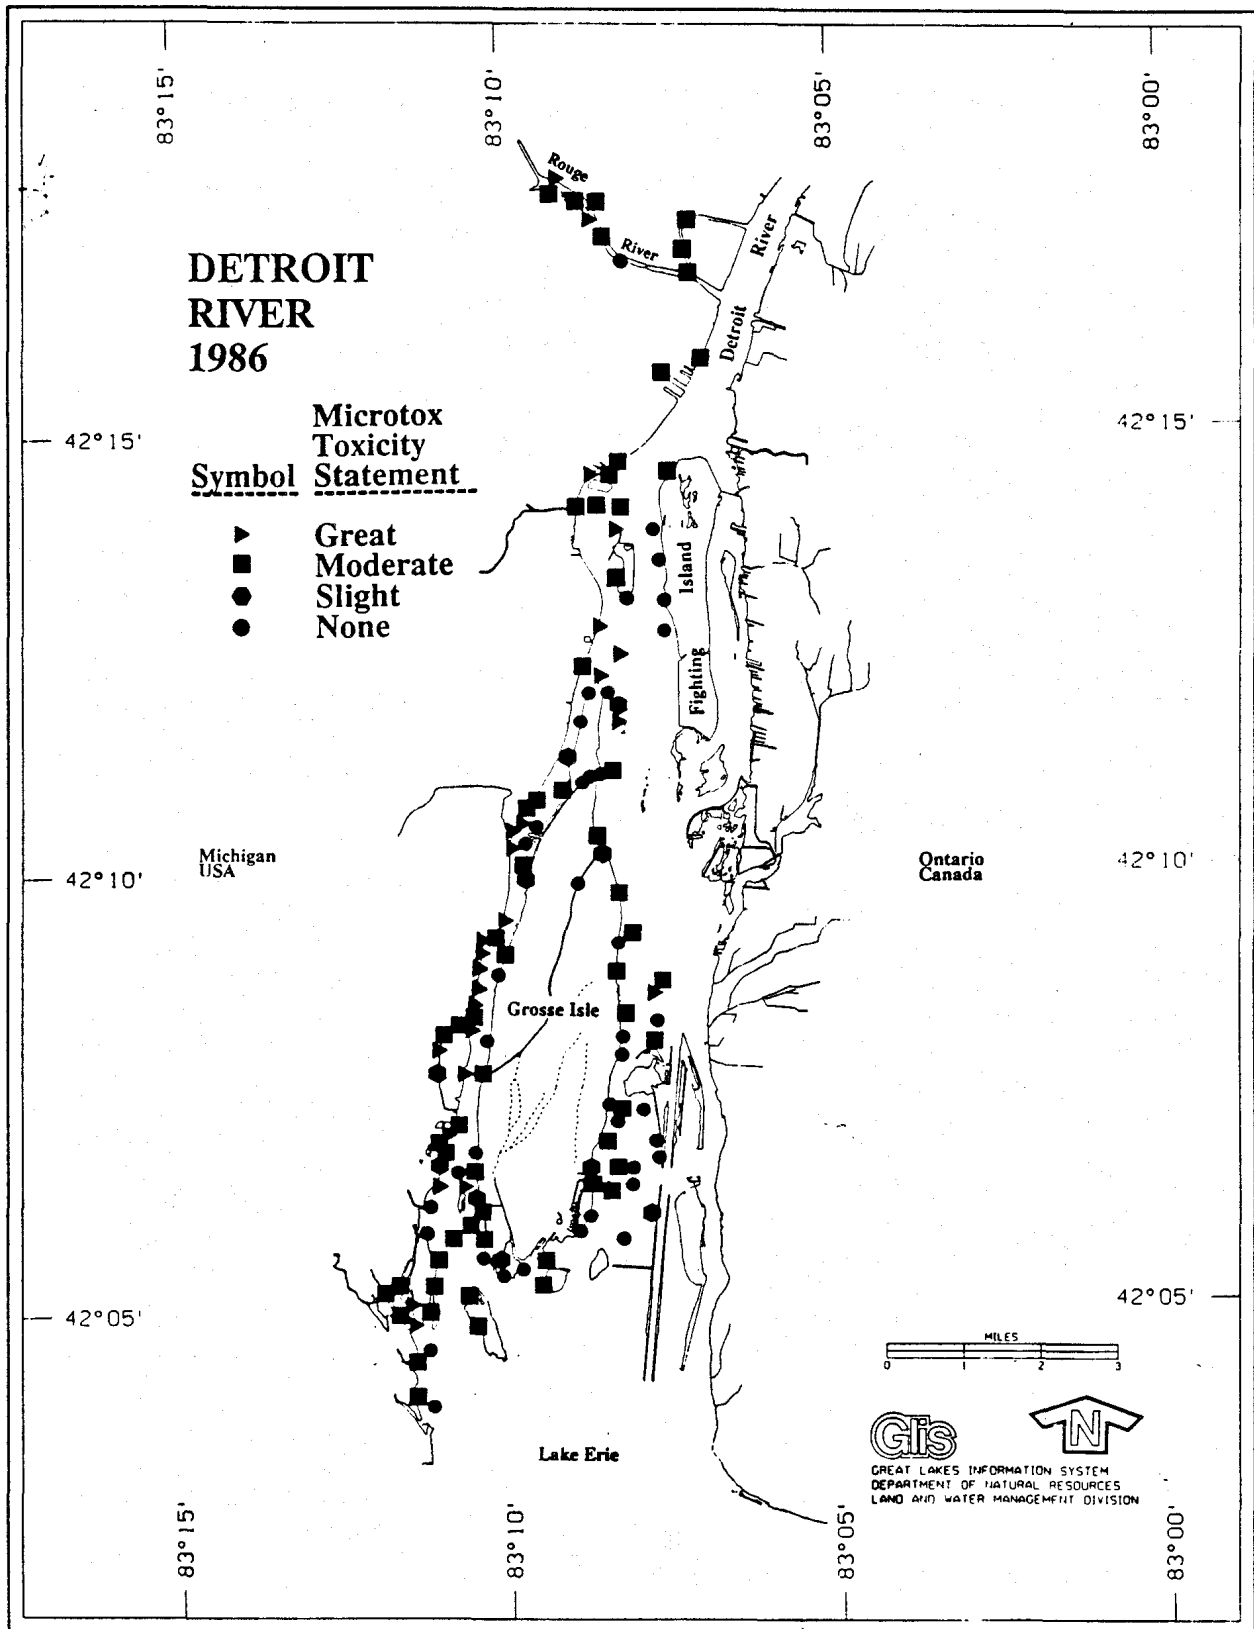 83°15'
83°10'
83°05'
83°00'
Rouge
River
River
Detroit
DETROIT
RIVER
1986
Microtox
Toxicity
Symbol Statement
Great
Moderate
Slight
None
42°15'
42°15'
Island
Fighting
Michigan
USA
Ontario
Canada
42°10'
42°10'
Grosse Isle
42°05'
42°05'
MILES
0 1 2 3
Glis
N
GREAT LAKES INFORMATION SYSTEM
DEPARTMENT OF NATURAL RESOURCES
LAND AND WATER MANAGEMENT DIVISION
Lake Erie
83°15'
83°10'
83°05'
83°00'